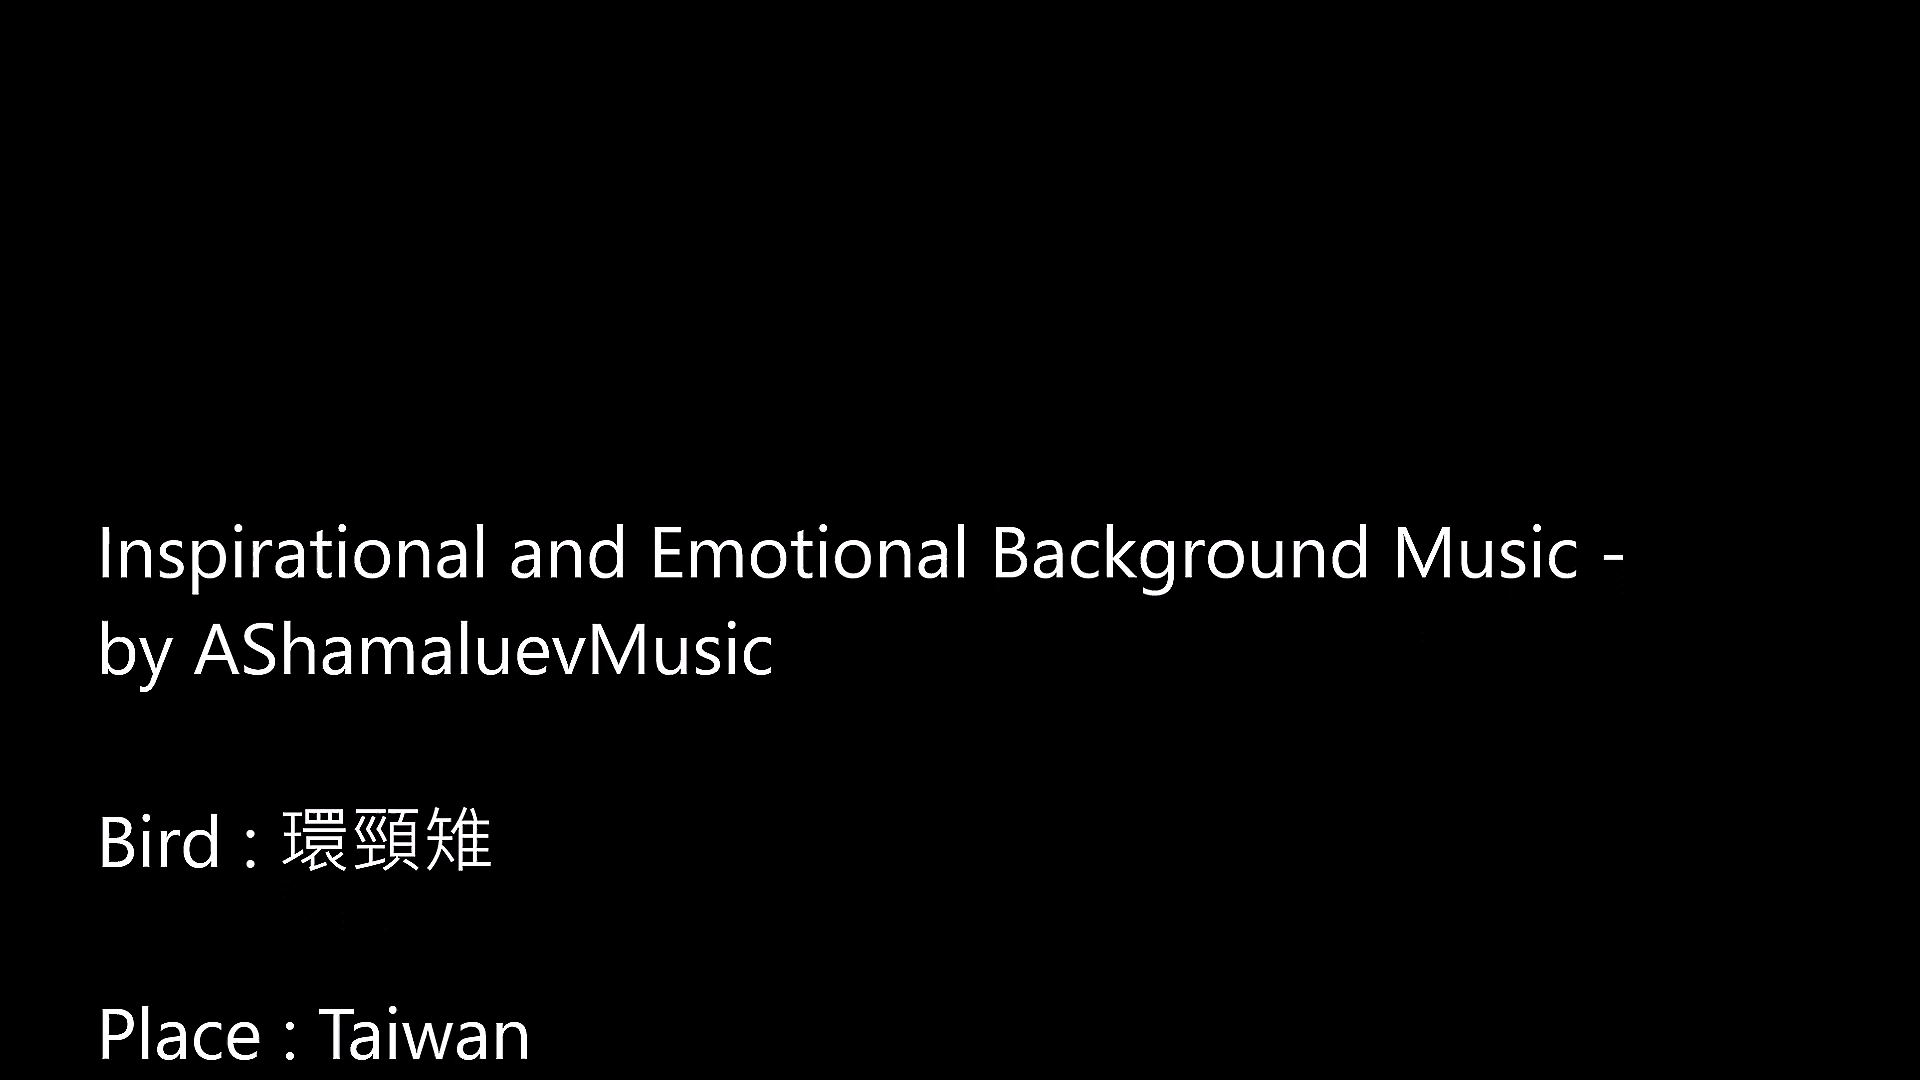 Inspirational and Emotional Background Music -
by AShamaluevMusic
Bird : 環頸雉
Place : Taiwan